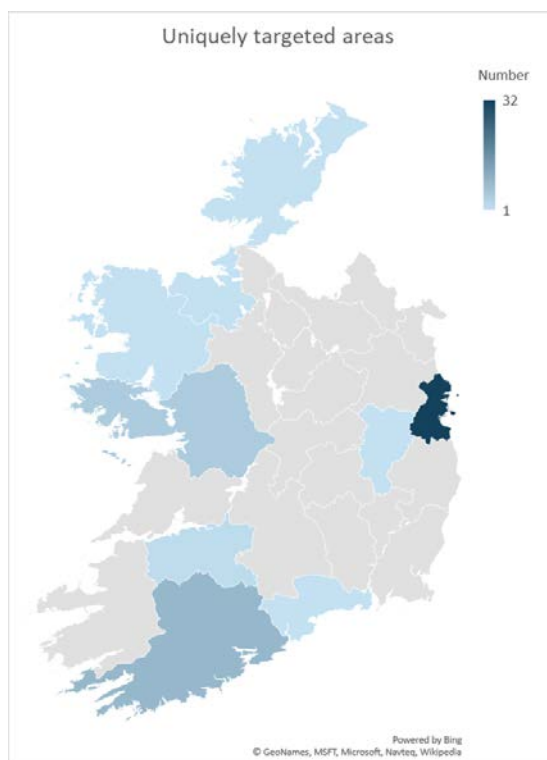 Uniquely targeted areas
Number
32
1
Powered by Bing
© GeoNames, MSFT, Microsoft, Navteq, Wikipedia